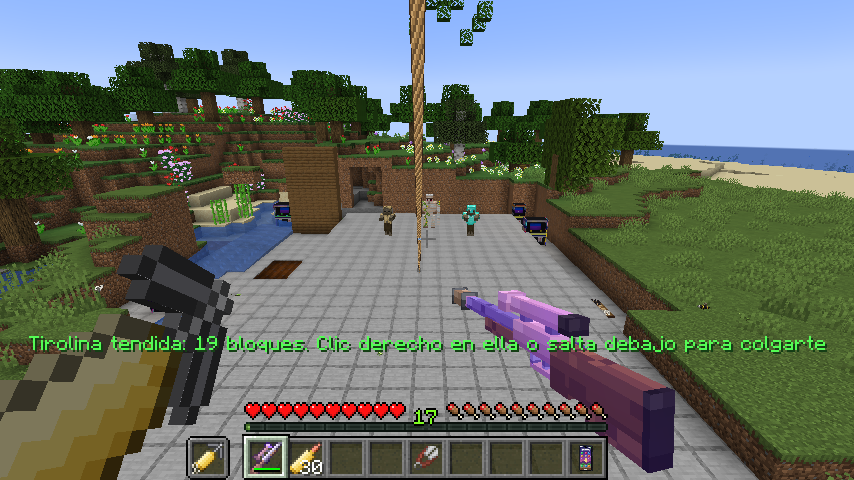 Tirolina tendida: 19 bloques. Clic derecho en ella o salta debajo para colgarte
17
30